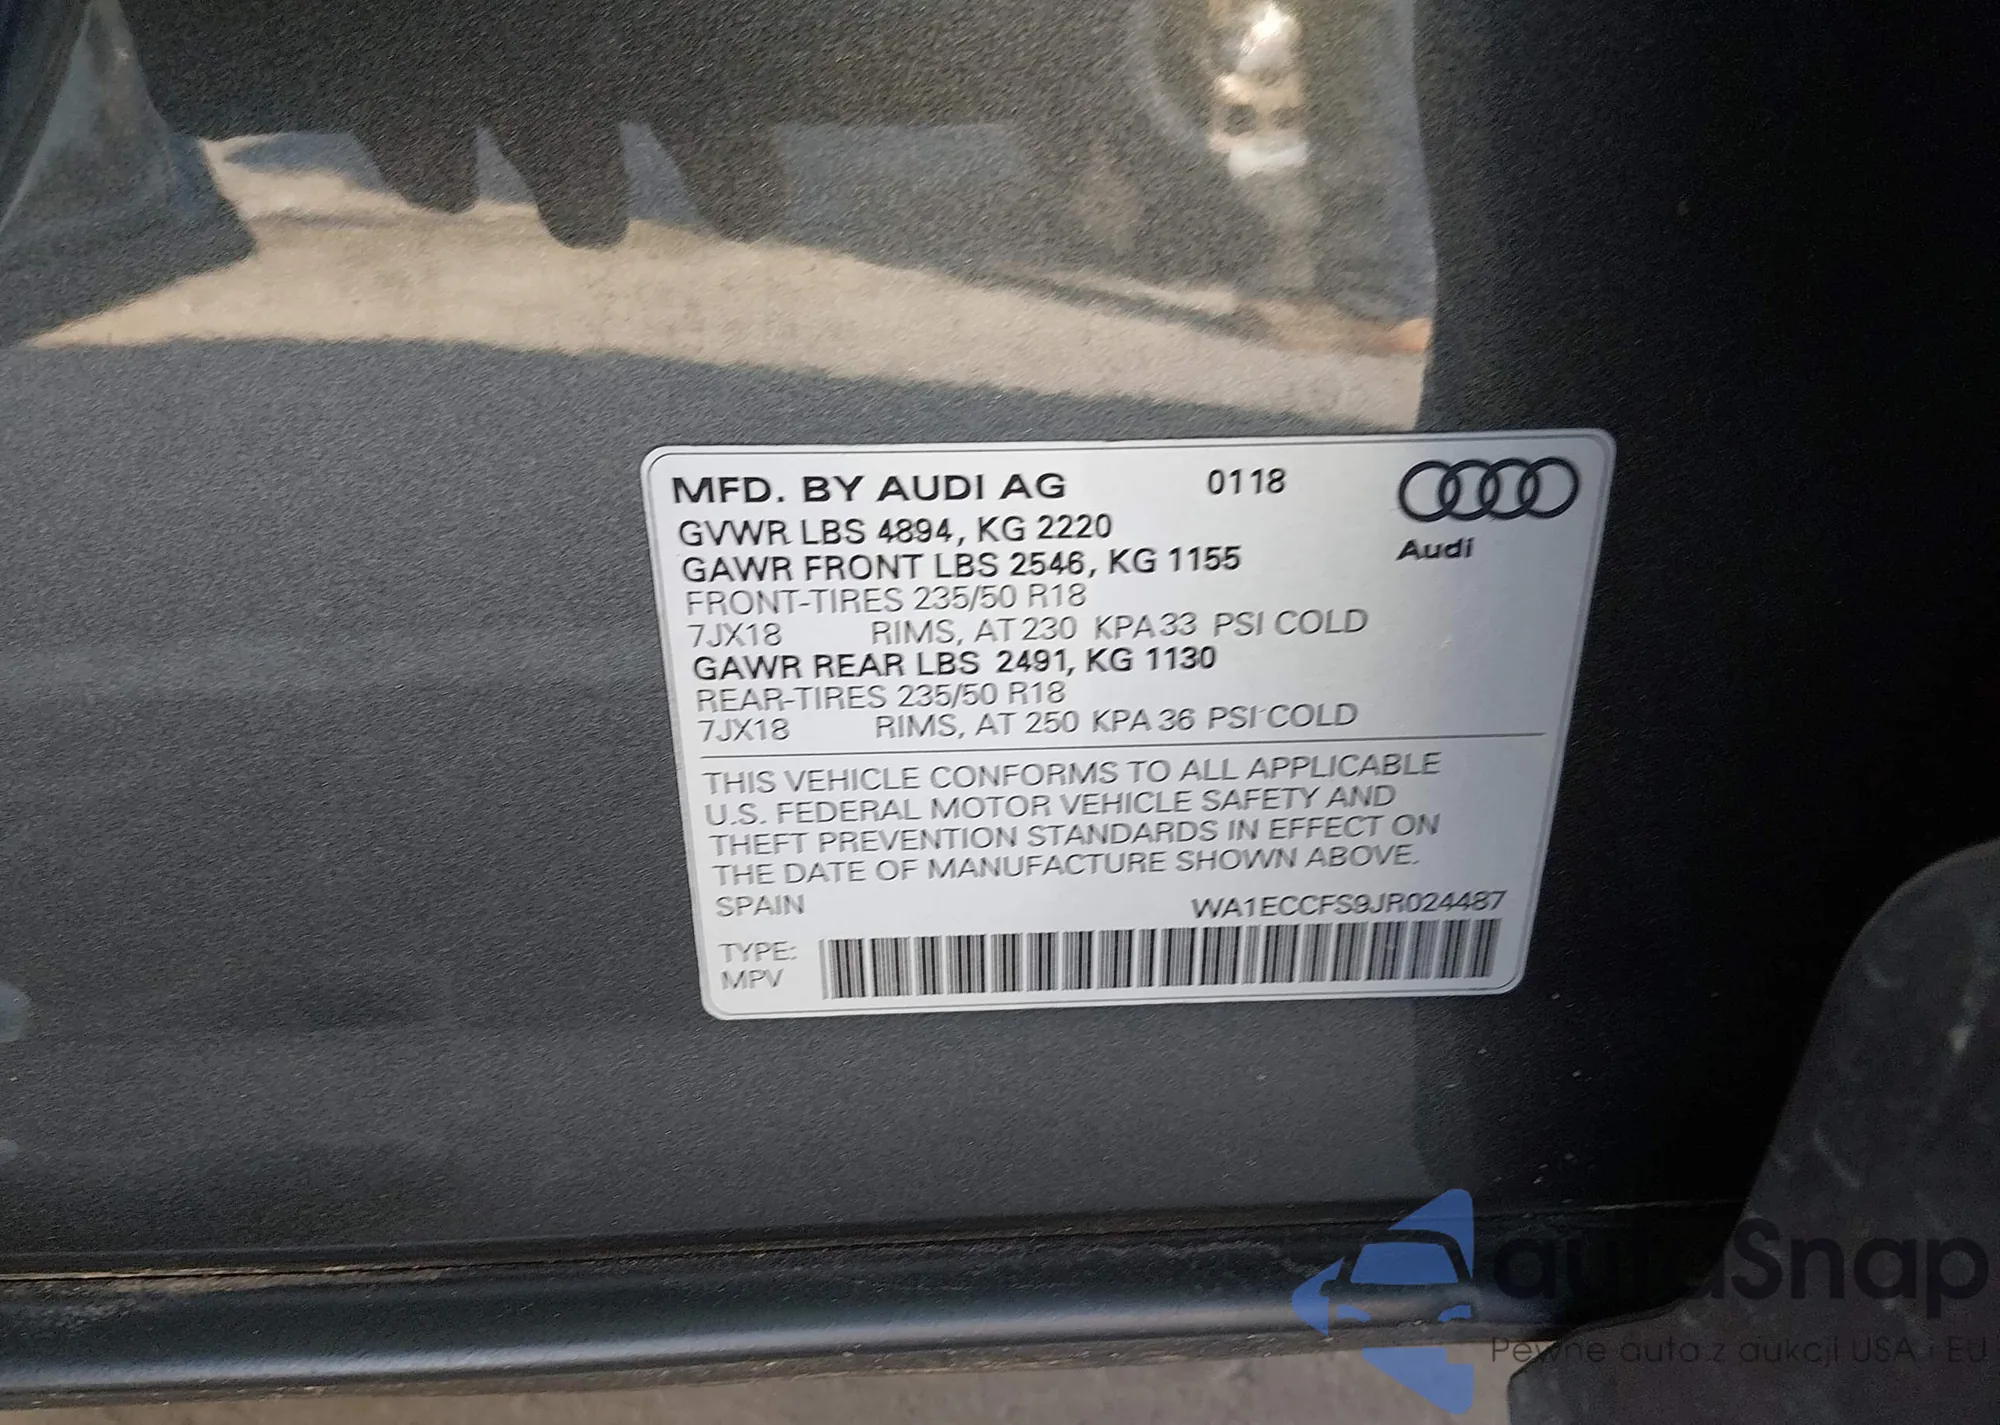 MFD. BY AUDI AG 0118
Audi
GVWR LBS 4894, KG 2220
GAWR FRONT LBS 2546, KG 1155
FRONT-TIRES 235/50 R18
7JX18 RIMS, AT 230 KPA 33 PSI COLD
GAWR REAR LBS 2491, KG 1130
REAR-TIRES 235/50 R18
7JX18 RIMS, AT 250 KPA 36 PSI COLD
THIS VEHICLE CONFORMS TO ALL APPLICABLE
U.S. FEDERAL MOTOR VEHICLE SAFETY AND
THEFT PREVENTION STANDARDS IN EFFECT ON
THE DATE OF MANUFACTURE SHOWN ABOVE.
SPAIN WA1ECCFS9JR024487
TYPE:
MPV
autaSnap
Pewne auta z aukcji USA i EU